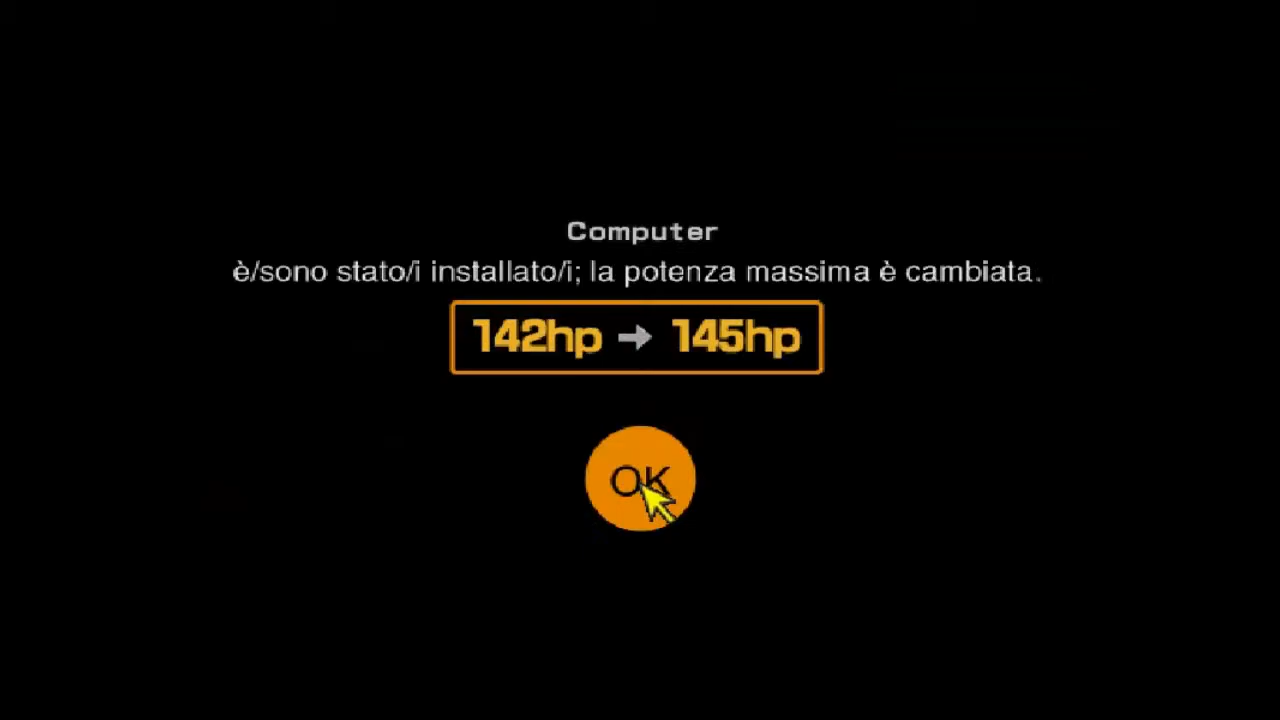 Computer
è/sono stato/i installato/i; la potenza massima è cambiata.
142hp → 145hp
OK